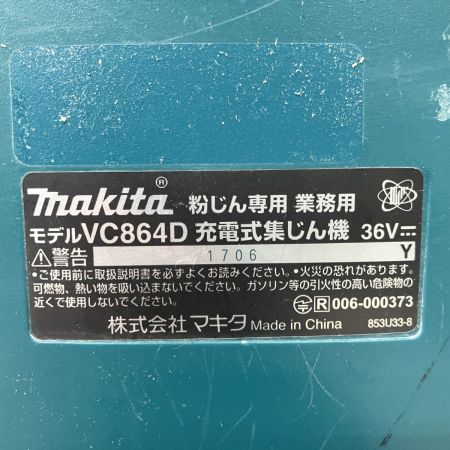 makita® 粉じん専用 業務用
モデルVC864D 充電式集じん機 36V
警告 1706 Y
•ご使用前に取扱説明書を必ずよくお読みください。•火災の恐れがあります。
可燃物、熱い物を吸い込まないでください。ガソリン等の引火性の高い危険物の
近くで使用しないでください。
R 006-000373
株式会社 マキタ Made in China 853U33-8